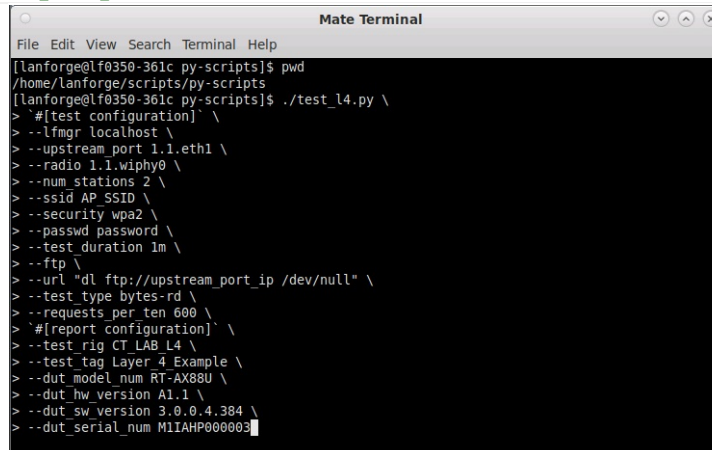 Mate Terminal
File Edit View Search Terminal Help
[lanforge@lf0350-361c py-scripts]$ pwd
/home/lanforge/scripts/py-scripts
[lanforge@lf0350-361c py-scripts]$ ./test_l4.py \
> `#[test configuration]` \
> --lfmgr localhost \
> --upstream_port 1.1.eth1 \
> --radio 1.1.wiphy0 \
> --num_stations 2 \
> --ssid AP_SSID \
> --security wpa2 \
> --passwd password \
> --test_duration 1m \
> --ftp \
> --url "dl ftp://upstream_port_ip /dev/null" \
> --test_type bytes-rd \
> --requests_per_ten 600 \
> `#[report configuration]` \
> --test_rig CT_LAB_L4 \
> --test_tag Layer_4_Example \
> --dut_model_num RT-AX88U \
> --dut_hw_version A1.1 \
> --dut_sw_version 3.0.0.4.384 \
> --dut_serial_num M1IAHP000003